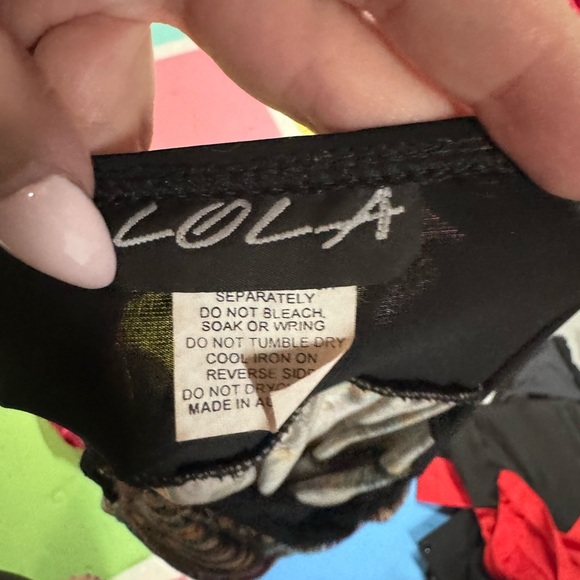 LOLA
SEPARATELY
DO NOT BLEACH,
SOAK OR WRING
DO NOT TUMBLE DRY
COOL IRON ON
REVERSE SIDE
DO NOT
MADE IN